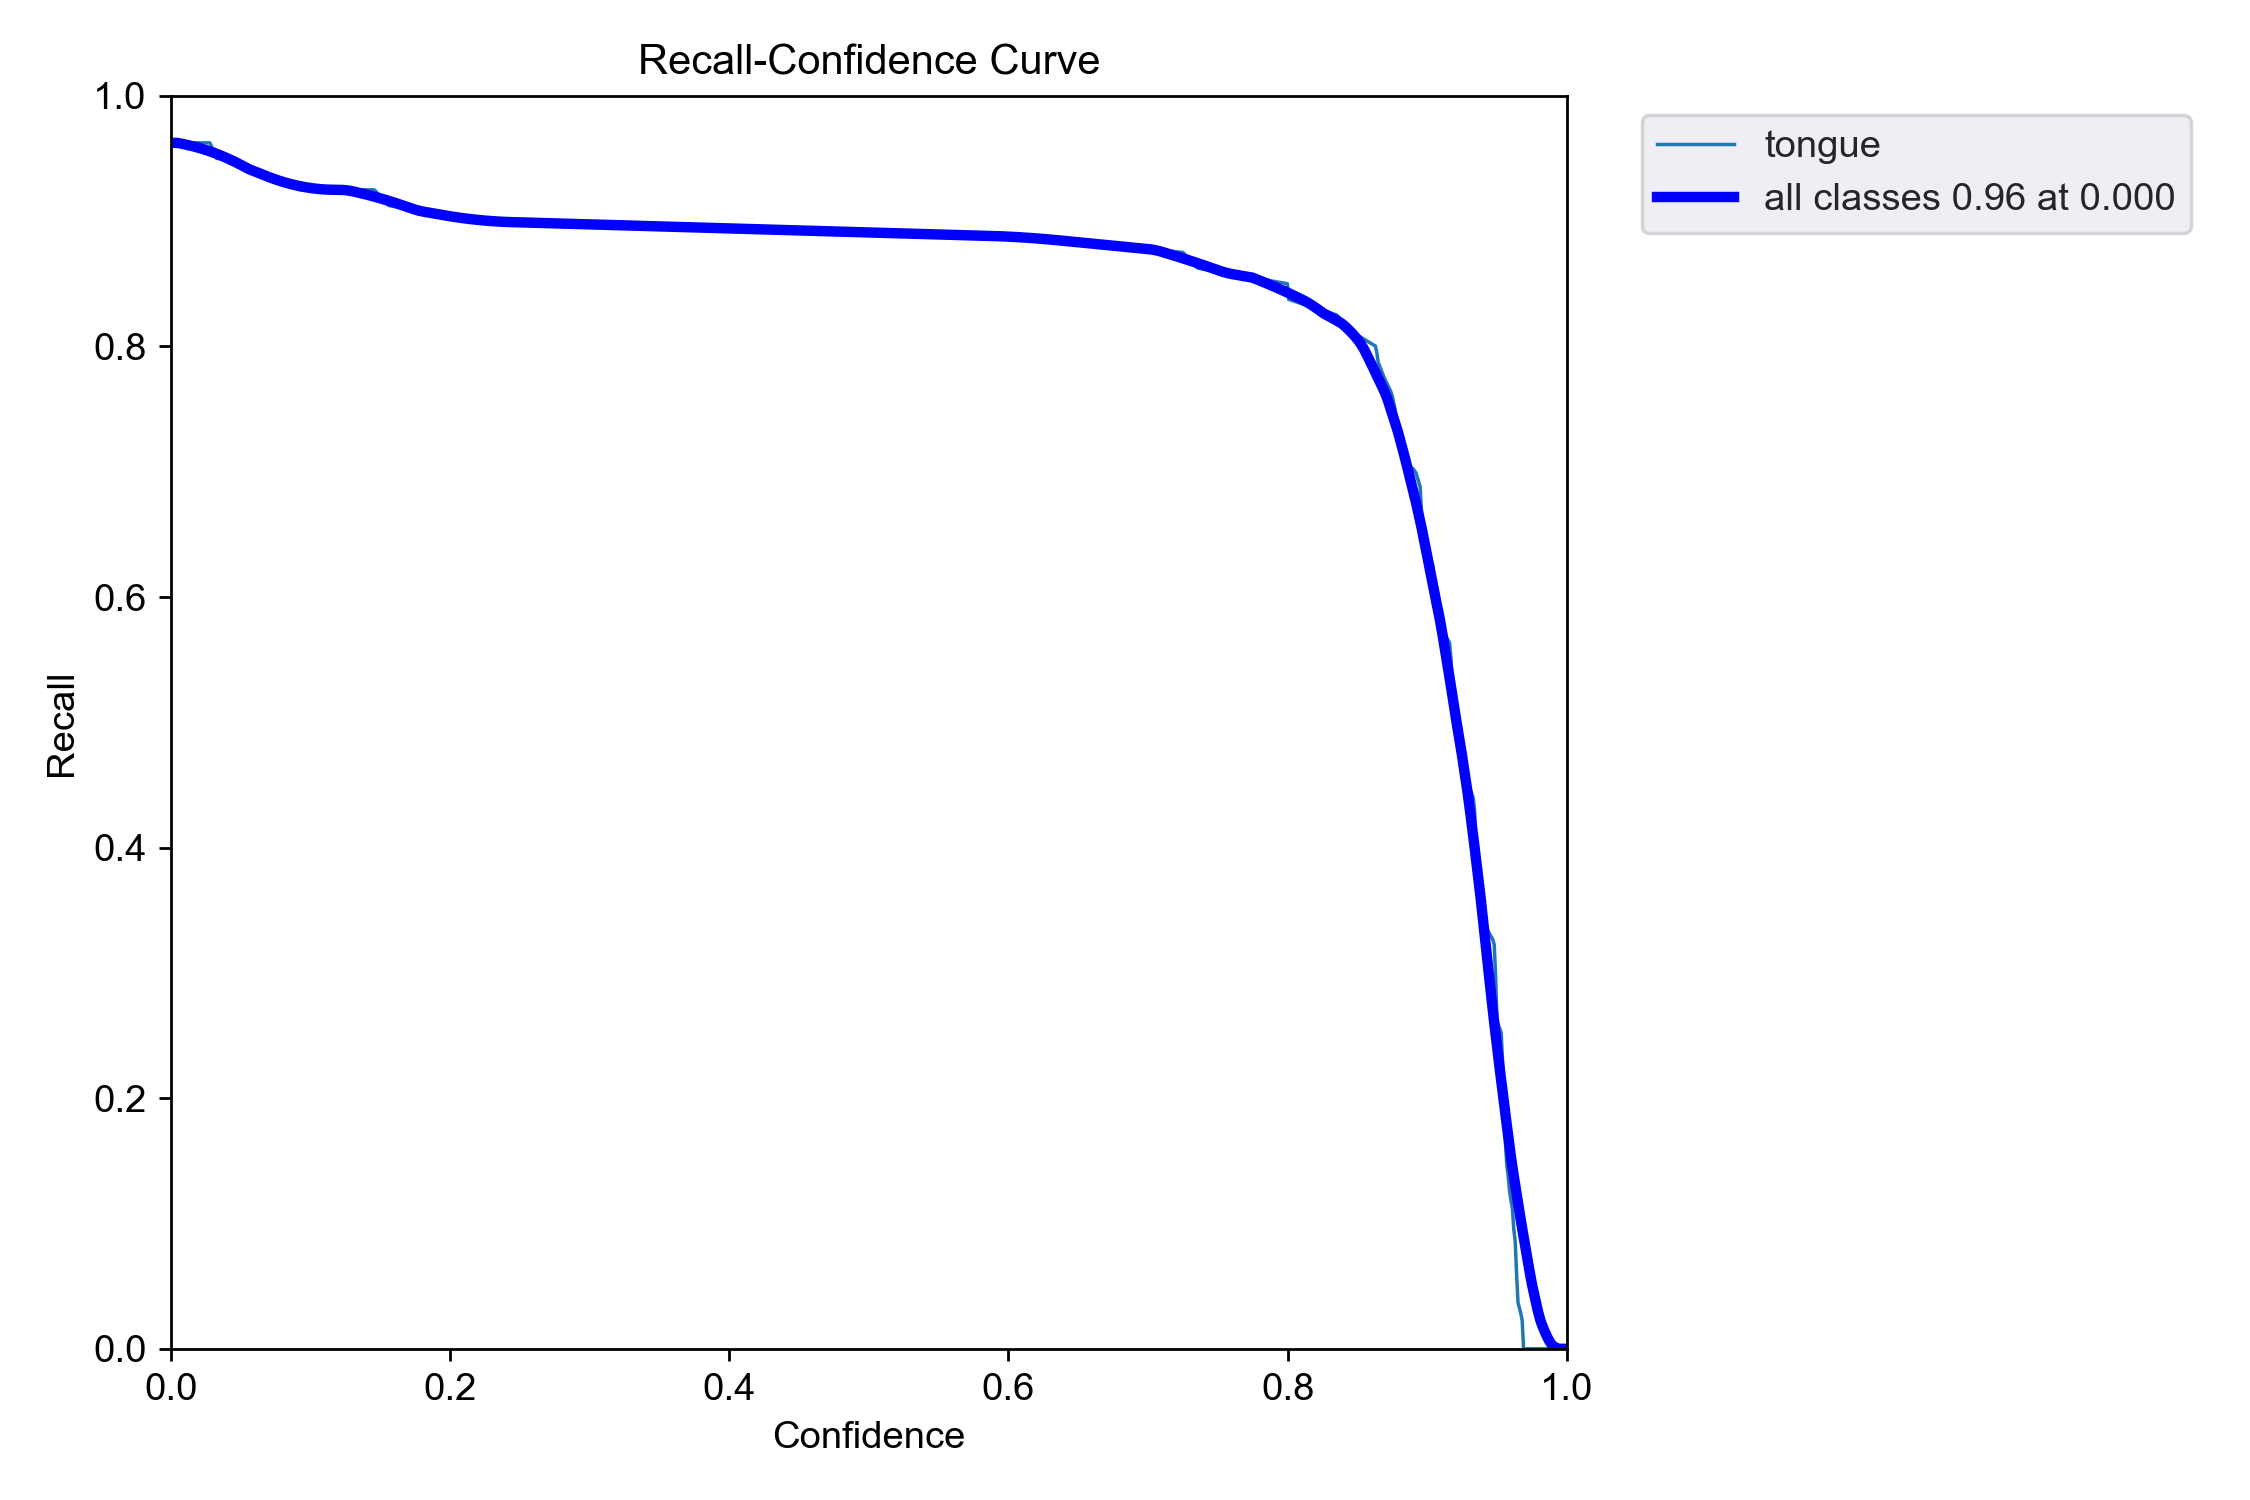 Recall-Confidence Curve
1.0
0.8
0.6
0.4
0.2
0.0
Recall
0.0 0.2 0.4 0.6 0.8 1.0
Confidence
tongue
all classes 0.96 at 0.000